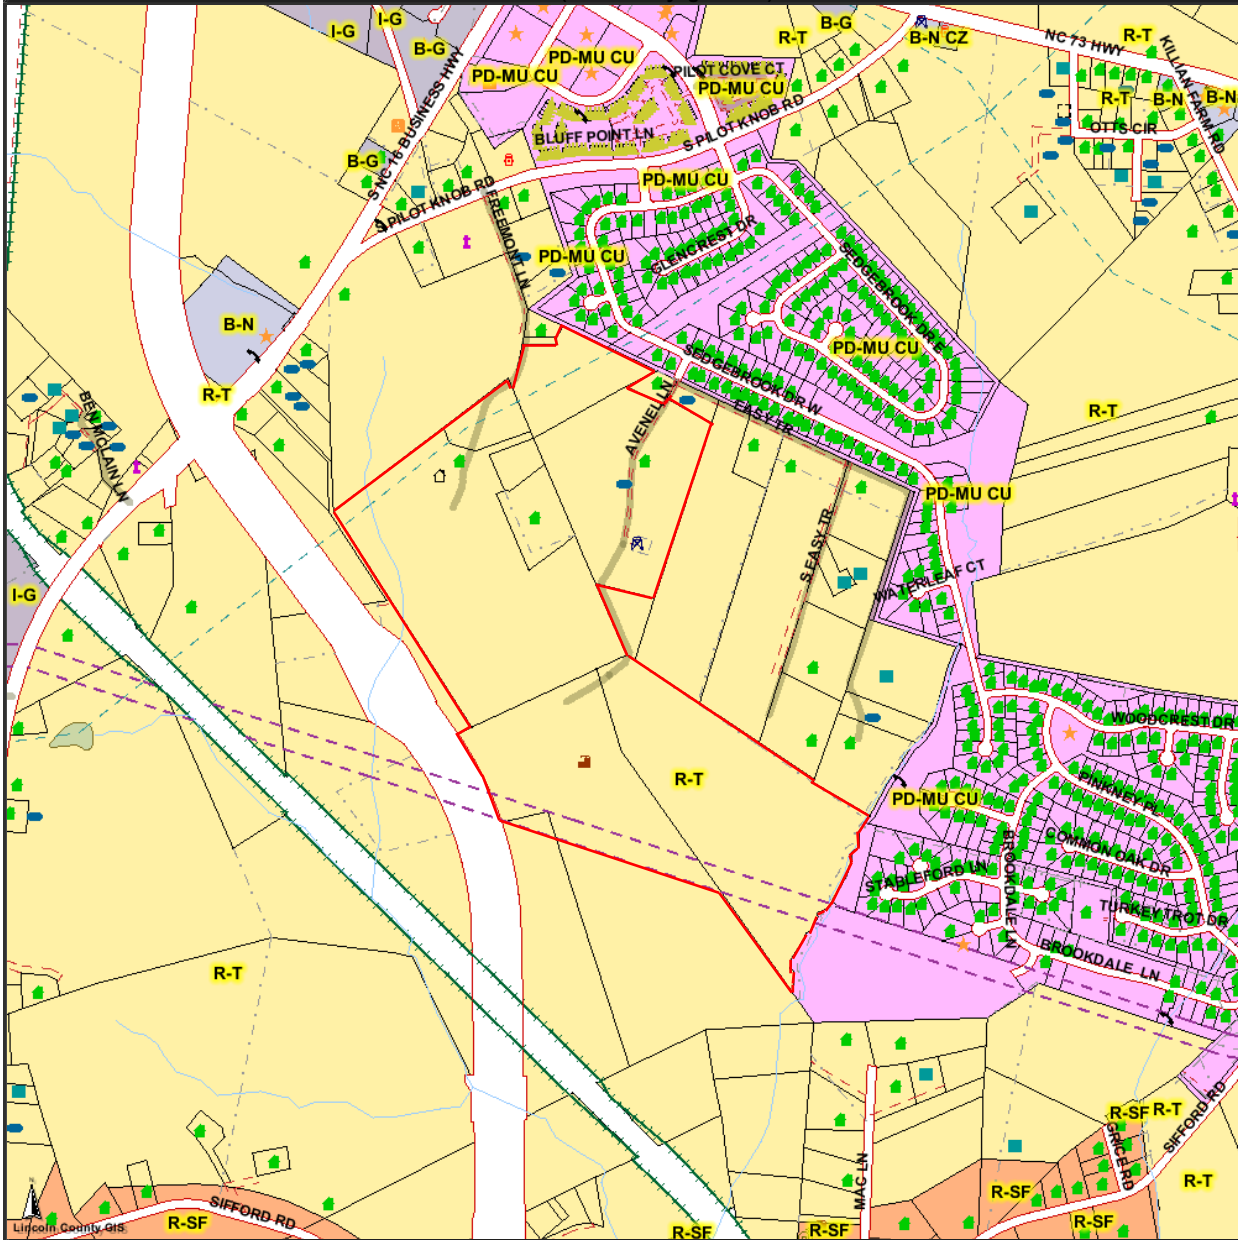 I-G
I-G
B-G
B-G
R-T
B-N CZ
R-T
NC 73 HWY
KILLIAN FARM RD
PD-MU CU
PD-MU CU
PILOT COVE CT
PD-MU CU
R-T
B-N
B-N
OTTS CIR
S NC 16 BUSINESS HWY
BLUFF POINT LN
S PILOT KNOB RD
B-G
S PILOT KNOB RD
FREEMONT LN
PD-MU CU
PD-MU CU
GLENCREST DR
SEDGEBROOK DR E
B-N
PD-MU CU
SEDGEBROOK DR W
R-T
BEN MCLAIN LN
AVENEL LN
EASY TR
R-T
PD-MU CU
S EASY TR
WATERLEAF CT
I-G
WOODCREST DR
R-T
PINKNEY PL
PD-MU CU
COMMON OAK DR
BROOKDALE LN
STABLEFORD LN
TURKEY TROT DR
BROOKDALE LN
R-T
SIFFORD RD
R-SF
R-T
GRICE RD
MAC LN
R-T
R-SF
SIFFORD RD
R-SF
R-SF
R-SF
R-SF
N
Lincoln County GIS